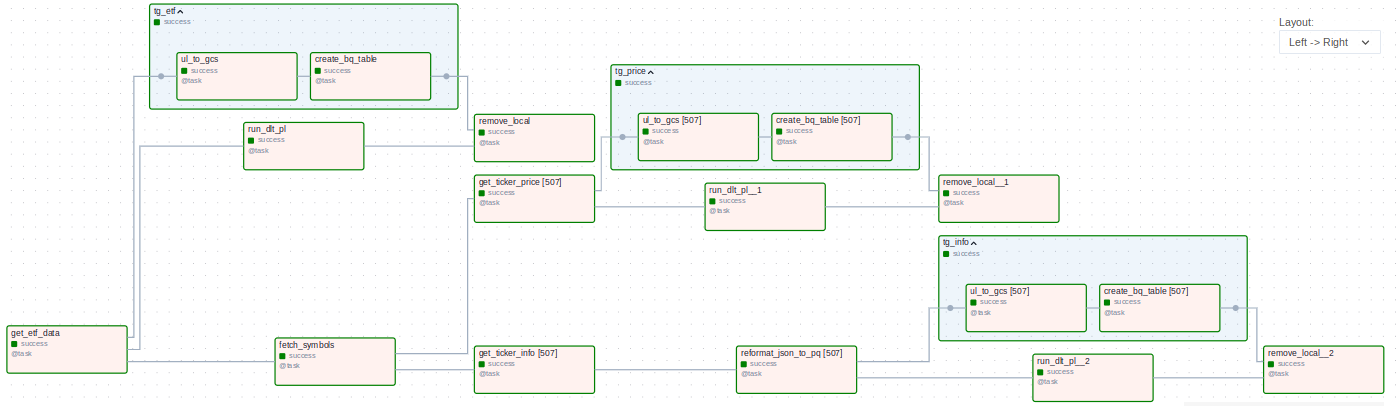 tg_etf
success
ul_to_gcs
success
@task
create_bq_table
success
@task
Layout:
Left -> Right
run_dlt_pl
success
@task
remove_local
success
@task
tg_price
success
ul_to_gcs [507]
success
@task
create_bq_table [507]
success
@task
get_ticker_price [507]
success
@task
run_dlt_pl__1
success
@task
remove_local__1
success
@task
tg_info
success
ul_to_gcs [507]
success
@task
create_bq_table [507]
success
@task
get_etf_data
success
@task
fetch_symbols
success
@task
get_ticker_info [507]
success
@task
reformat_json_to_pq [507]
success
@task
run_dlt_pl__2
success
@task
remove_local__2
success
@task